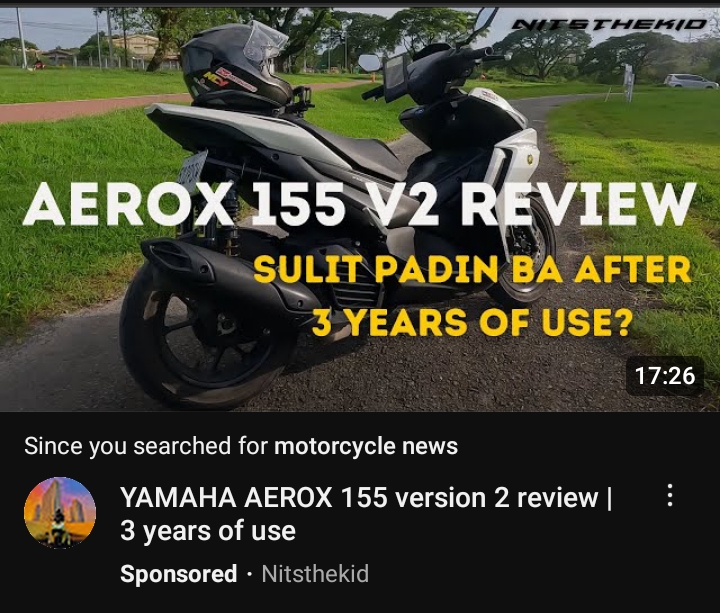 NITSTHEKID
AEROX 155 V2 REVIEW
SULIT PADIN BA AFTER
3 YEARS OF USE?
17:26
Since you searched for motorcycle news
YAMAHA AEROX 155 version 2 review |
3 years of use
Sponsored · Nitsthekid